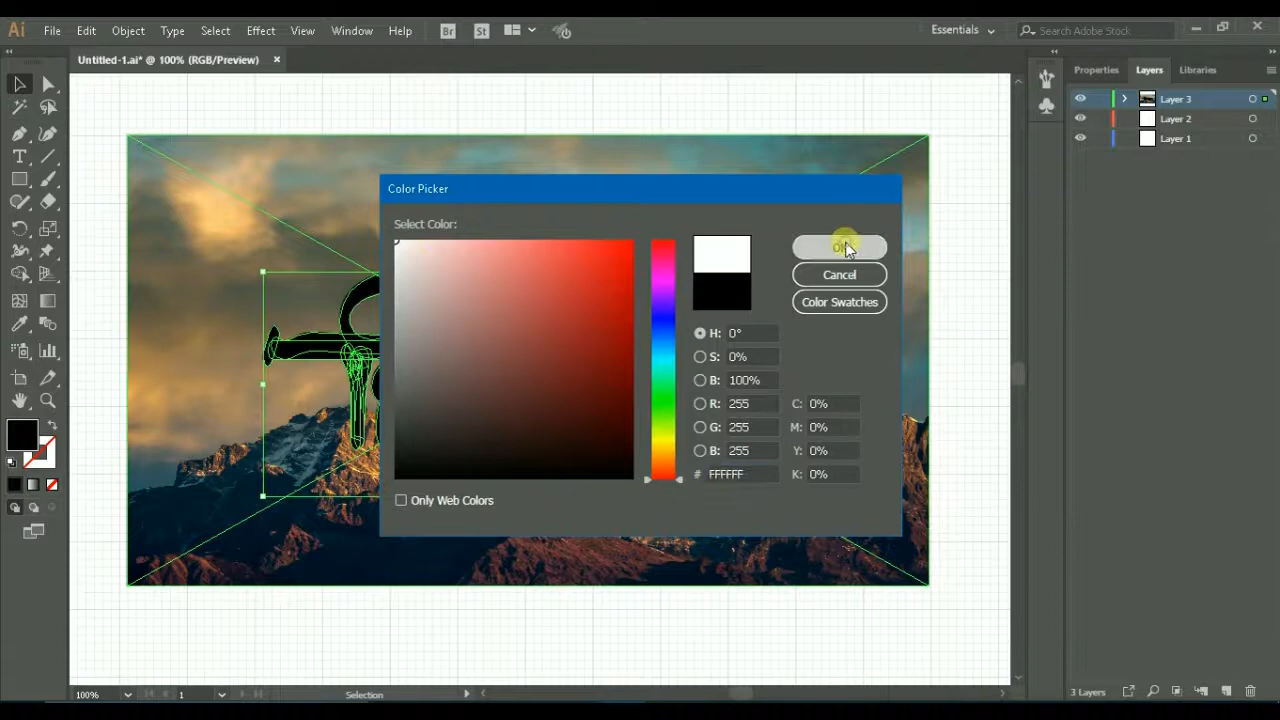 Ai File Edit Object Type Select Effect View Window Help Br St Essentials Search Adobe Stock
Untitled-1.ai* @ 100% (RGB/Preview) ×
Properties Layers Libraries
Layer 3
Layer 2
Layer 1
Color Picker
Select Color:
OK
Cancel
Color Swatches
H: 0°
S: 0%
B: 100%
R: 255 C: 0%
G: 255 M: 0%
B: 255 Y: 0%
# FFFFFF K: 0%
Only Web Colors
100% 1 Selection
3 Layers